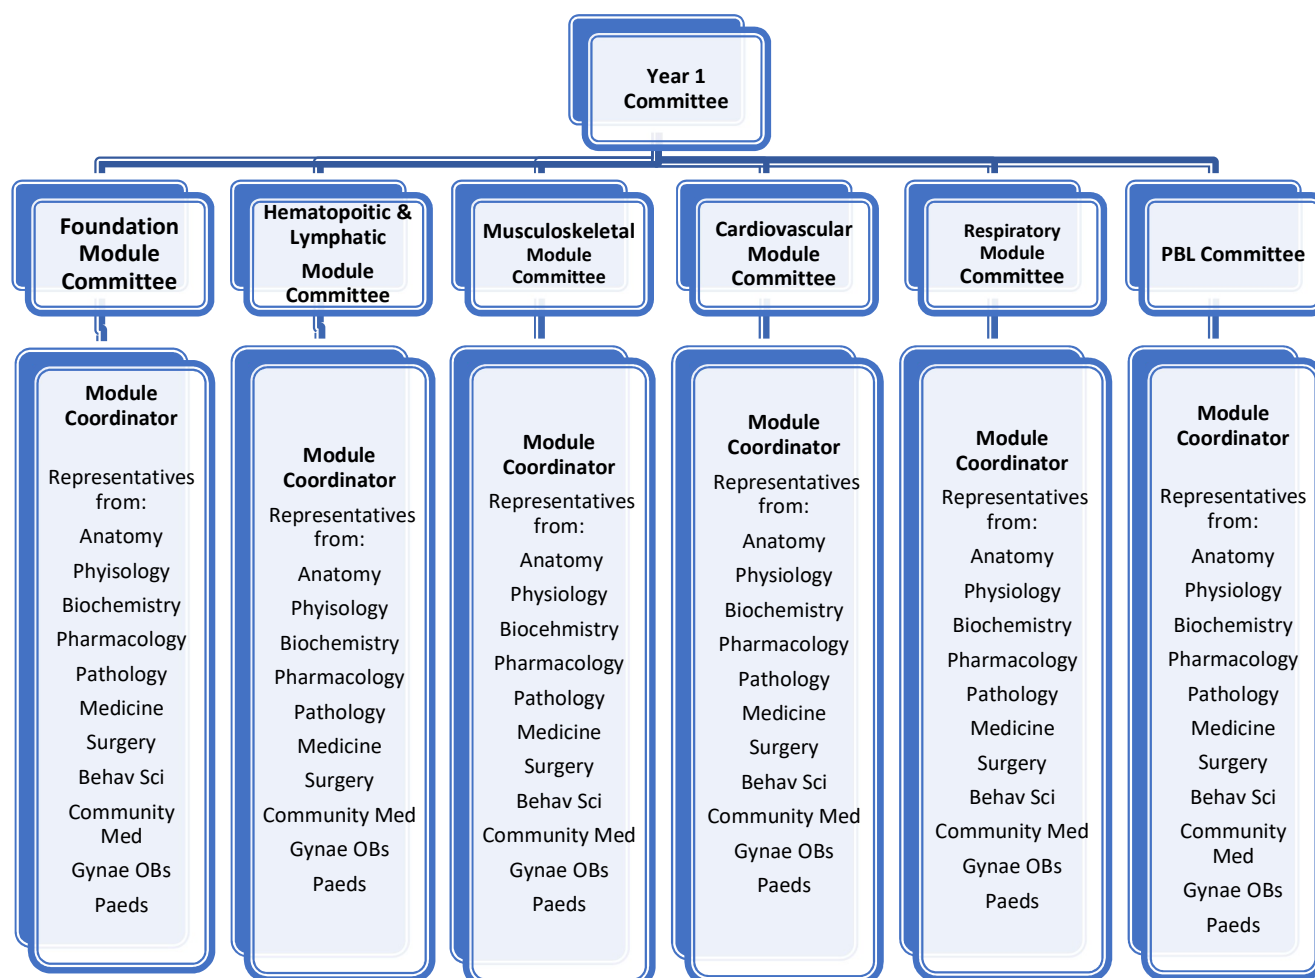 Year 1
Committee
Foundation
Module
Committee
Hematopoitic &
Lymphatic
Module
Committee
Musculoskeletal
Module
Committee
Cardiovascular
Module
Committee
Respiratory
Module
Committee
PBL Committee
Module
Coordinator
Representatives
from:
Anatomy
Phyisology
Biochemistry
Pharmacology
Pathology
Medicine
Surgery
Behav Sci
Community
Med
Gynae OBs
Paeds
Module
Coordinator
Representatives
from:
Anatomy
Phyisology
Biochemistry
Pharmacology
Pathology
Medicine
Surgery
Community Med
Gynae OBs
Paeds
Module
Coordinator
Representatives
from:
Anatomy
Physiology
Biocehmistry
Pharmacology
Pathology
Medicine
Surgery
Behav Sci
Community Med
Gynae OBs
Paeds
Module
Coordinator
Representatives
from:
Anatomy
Physiology
Biochemistry
Pharmacology
Pathology
Medicine
Surgery
Behav Sci
Community Med
Gynae OBs
Paeds
Module
Coordinator
Representatives
from:
Anatomy
Physiology
Biochemistry
Pharmacology
Pathology
Medicine
Surgery
Behav Sci
Community Med
Gynae OBs
Paeds
Module
Coordinator
Representatives
from:
Anatomy
Physiology
Biochemistry
Pharmacology
Pathology
Medicine
Surgery
Behav Sci
Community
Med
Gynae OBs
Paeds